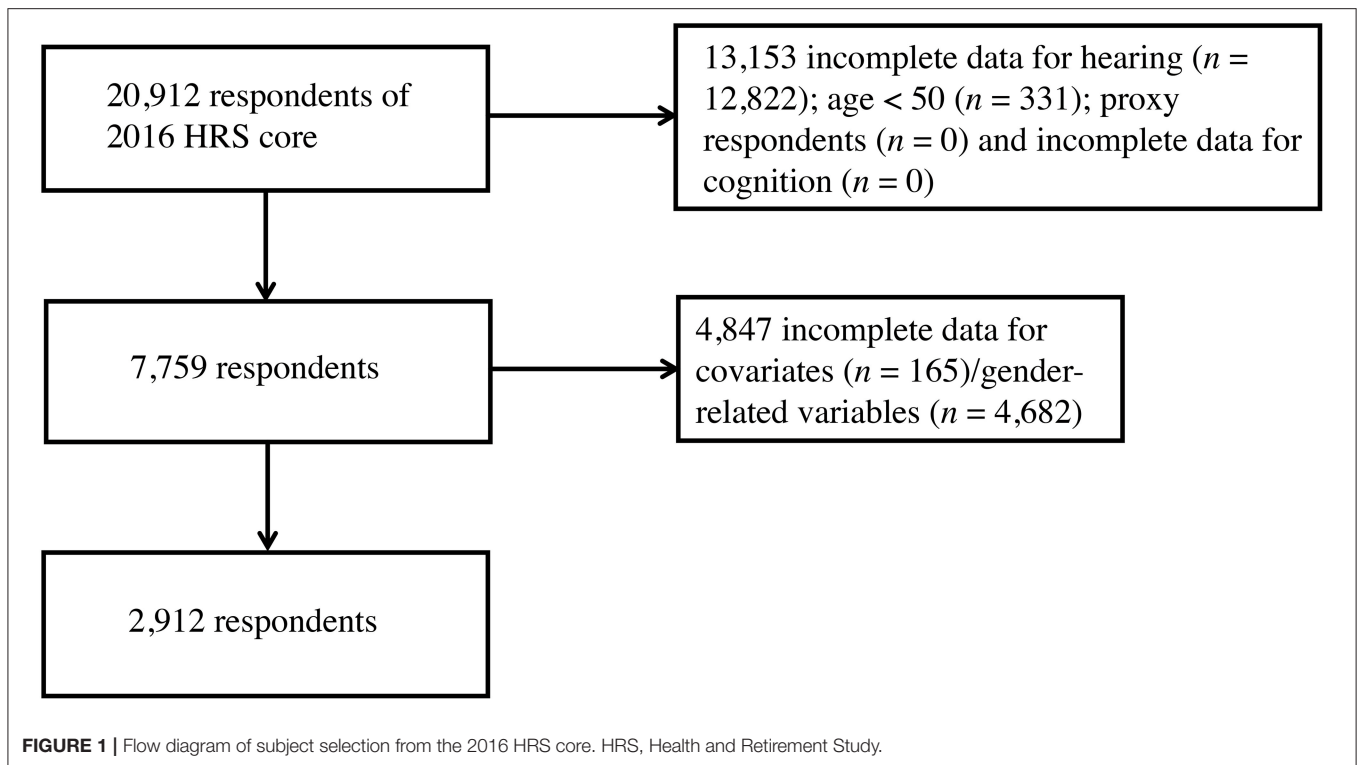 20,912 respondents of
2016 HRS core
13,153 incomplete data for hearing (n =
12,822); age < 50 (n = 331); proxy
respondents (n = 0) and incomplete data for
cognition (n = 0)
7,759 respondents
4,847 incomplete data for
covariates (n = 165)/gender-
related variables (n = 4,682)
2,912 respondents
FIGURE 1 | Flow diagram of subject selection from the 2016 HRS core. HRS, Health and Retirement Study.